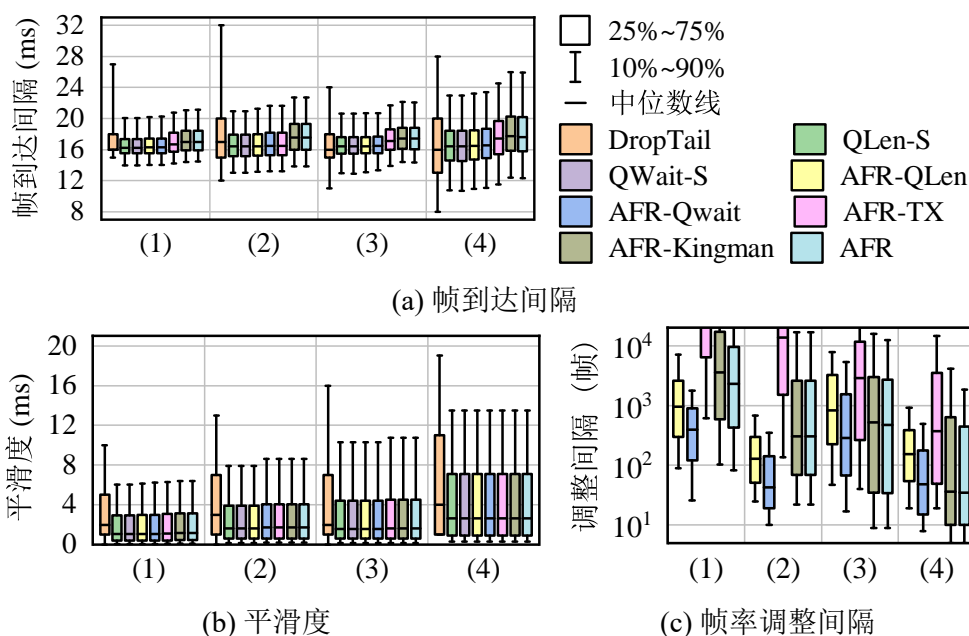 帧到达间隔 (ms)
32
28
24
20
16
12
8
(1) (2) (3) (4)
25%~75%
10%~90%
中位数线
DropTail QLen-S
QWait-S AFR-QLen
AFR-Qwait AFR-TX
AFR-Kingman AFR
(a) 帧到达间隔
平滑度 (ms)
20
16
12
8
4
0
(1) (2) (3) (4)
(b) 平滑度
调整间隔 (帧)
10⁴
10³
10²
10¹
(1) (2) (3) (4)
(c) 帧率调整间隔